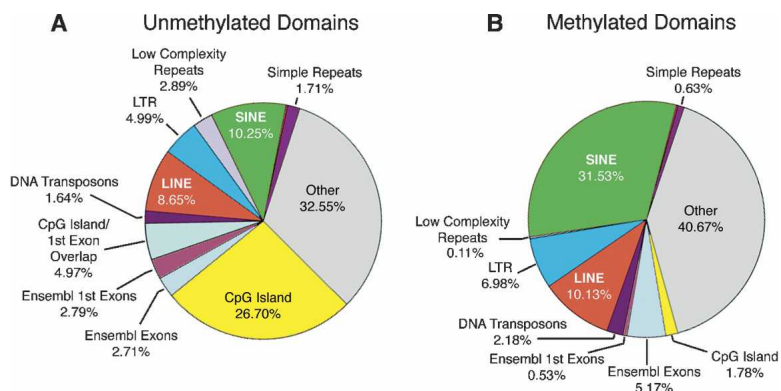 A Unmethylated Domains
Low Complexity
Repeats
2.89%
Simple Repeats
1.71%
LTR
4.99%
SINE
10.25%
LINE
8.65%
Other
32.55%
DNA Transposons
1.64%
CpG Island/
1st Exon
Overlap
4.97%
Ensembl 1st Exons
2.79%
Ensembl Exons
2.71%
CpG Island
26.70%
B Methylated Domains
Simple Repeats
0.63%
SINE
31.53%
Other
40.67%
Low Complexity
Repeats
0.11%
LTR
6.98%
LINE
10.13%
DNA Transposons
2.18%
Ensembl 1st Exons
0.53%
Ensembl Exons
5.17%
CpG Island
1.78%